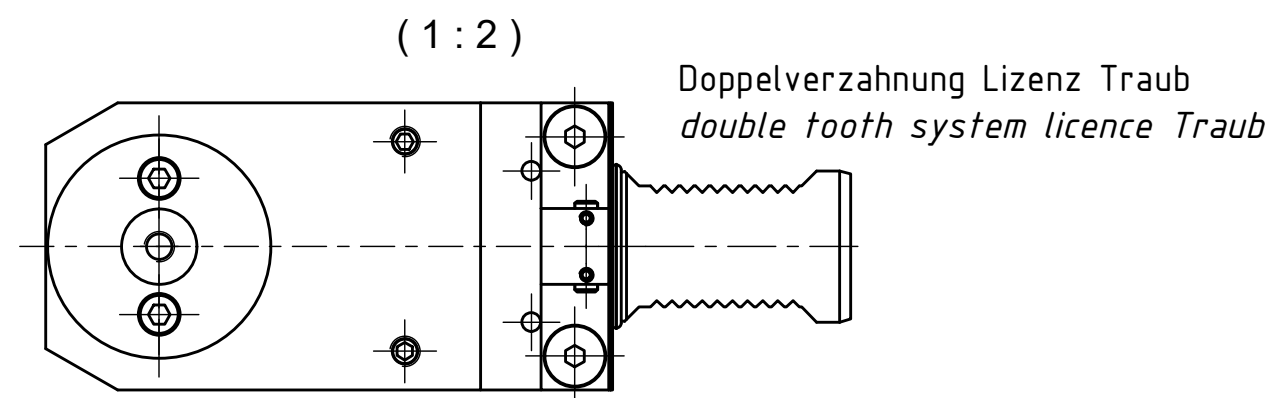 ( 1 : 2 )
Doppelverzahnung Lizenz Traub
double tooth system licence Traub